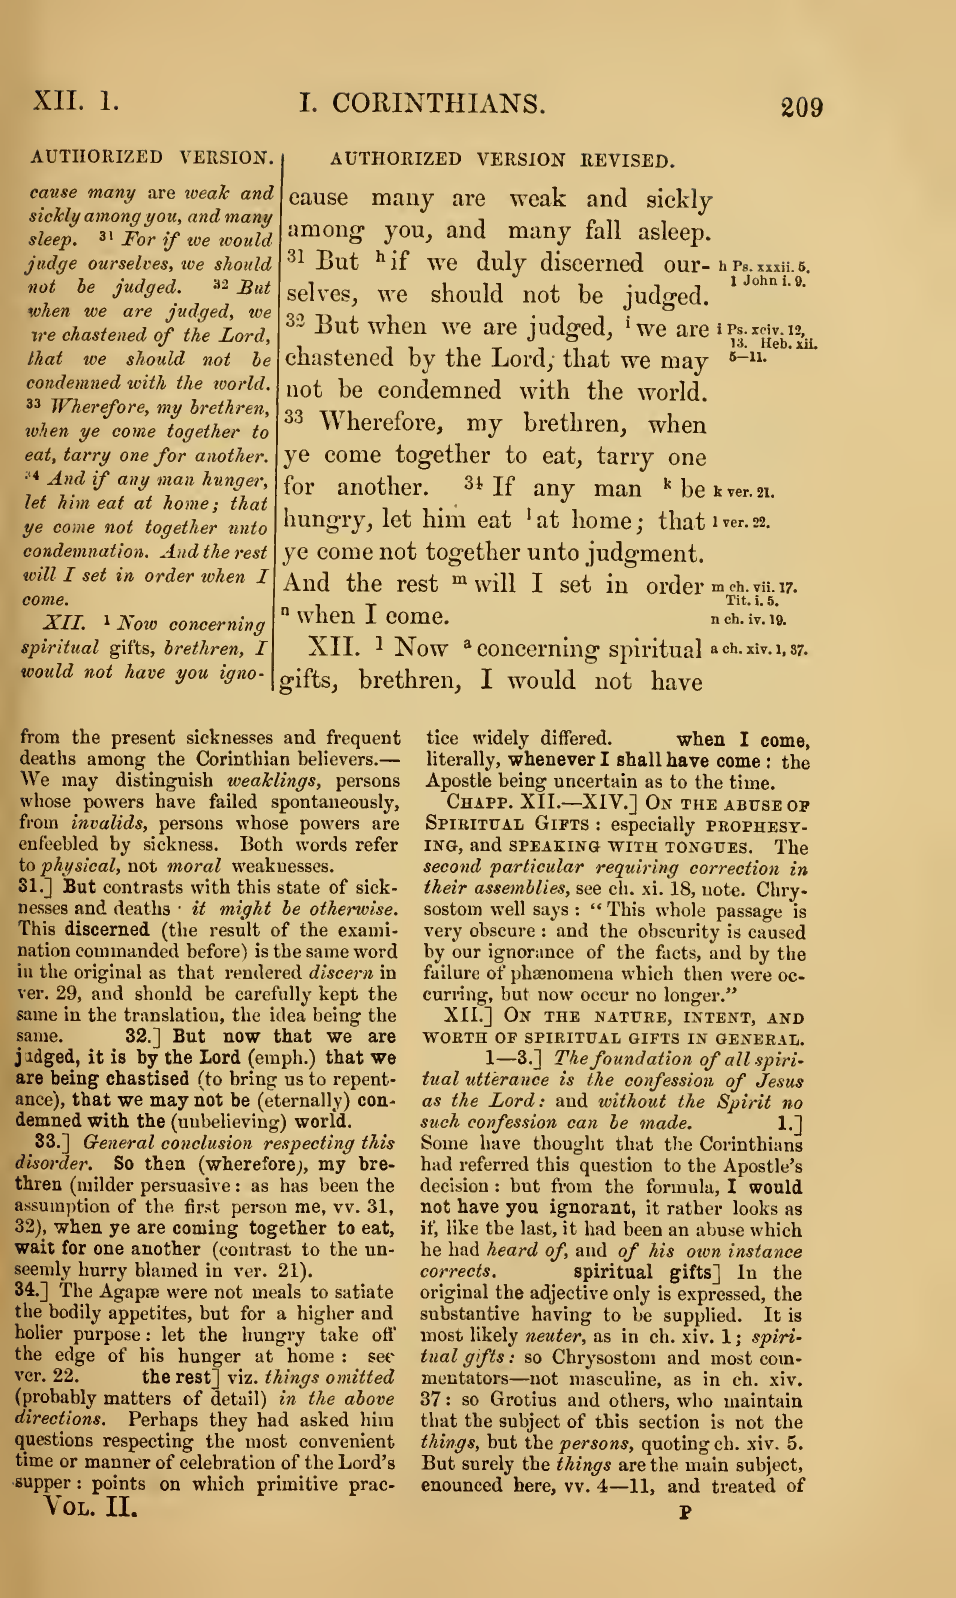 XII. 1.
I. CORINTHIANS.
209
AUTHORIZED VERSION.
cause many are weak and
sickly among you, and many
sleep. 31 For if we would
judge ourselves, we should
not be judged. 32 But
when we are judged, we
are chastened of the Lord,
that we should not be
condemned with the world.
33 Wherefore, my brethren,
when ye come together to
eat, tarry one for another.
34 And if any man hunger,
let him eat at home; that
ye come not together unto
condemnation. And the rest
will I set in order when I
come.
XII. 1 Now concerning
spiritual gifts, brethren, I
would not have you igno-
AUTHORIZED VERSION REVISED.
cause many are weak and sickly
among you, and many fall asleep.
31 But h if we duly discerned our-
selves, we should not be judged.
32 But when we are judged, i we are
chastened by the Lord, that we may
not be condemned with the world.
33 Wherefore, my brethren, when
ye come together to eat, tarry one
for another. 34 If any man k be
hungry, let him eat l at home; that
ye come not together unto judgment.
And the rest m will I set in order
n when I come.
XII. 1 Now a concerning spiritual
gifts, brethren, I would not have
h Ps. xxxii. 5.
1 John i. 9.
i Ps. xciv. 12,
13. Heb. xii.
5—11.
k ver. 21.
l ver. 22.
m ch. vii. 17.
Tit. i. 5.
n ch. iv. 19.
a ch. xiv. 1, 37.
from the present sicknesses and frequent
deaths among the Corinthian believers.—
We may distinguish weaklings, persons
whose powers have failed spontaneously,
from invalids, persons whose powers are
enfeebled by sickness. Both words refer
to physical, not moral weaknesses.
31.] But contrasts with this state of sick-
nesses and deaths · it might be otherwise.
This discerned (the result of the exami-
nation commanded before) is the same word
in the original as that rendered discern in
ver. 29, and should be carefully kept the
same in the translation, the idea being the
same. 32.] But now that we are
judged, it is by the Lord (emph.) that we
are being chastised (to bring us to repent-
ance), that we may not be (eternally) con-
demned with the (unbelieving) world.
33.] General conclusion respecting this
disorder. So then (wherefore), my bre-
thren (milder persuasive: as has been the
assumption of the first person me, vv. 31,
32), when ye are coming together to eat,
wait for one another (contrast to the un-
seemly hurry blamed in ver. 21).
34.] The Agapæ were not meals to satiate
the bodily appetites, but for a higher and
holier purpose: let the hungry take off
the edge of his hunger at home: see
ver. 22. the rest] viz. things omitted
(probably matters of detail) in the above
directions. Perhaps they had asked him
questions respecting the most convenient
time or manner of celebration of the Lord's
supper: points on which primitive prac-
tice widely differed. when I come,
literally, whenever I shall have come: the
Apostle being uncertain as to the time.
CHAPP. XII.—XIV.] ON THE ABUSE OF
SPIRITUAL GIFTS: especially PROPHESY-
ING, and SPEAKING WITH TONGUES. The
second particular requiring correction in
their assemblies, see ch. xi. 18, note. Chry-
sostom well says: "This whole passage is
very obscure: and the obscurity is caused
by our ignorance of the facts, and by the
failure of phænomena which then were oc-
curring, but now occur no longer."
XII.] ON THE NATURE, INTENT, AND
WORTH OF SPIRITUAL GIFTS IN GENERAL.
1—3.] The foundation of all spiri-
tual utterance is the confession of Jesus
as the Lord: and without the Spirit no
such confession can be made. 1.]
Some have thought that the Corinthians
had referred this question to the Apostle's
decision: but from the formula, I would
not have you ignorant, it rather looks as
if, like the last, it had been an abuse which
he had heard of, and of his own instance
corrects. spiritual gifts] In the
original the adjective only is expressed, the
substantive having to be supplied. It is
most likely neuter, as in ch. xiv. 1; spiri-
tual gifts: so Chrysostom and most com-
mentators—not masculine, as in ch. xiv.
37: so Grotius and others, who maintain
that the subject of this section is not the
things, but the persons, quoting ch. xiv. 5.
But surely the things are the main subject,
enounced here, vv. 4—11, and treated of
VOL. II.
P